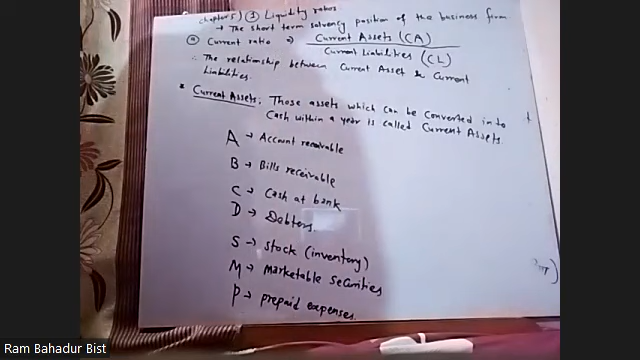 chapter 5) ① Liquidity ratios
→ The short term solvency position of the business firm
ⓐ Current ratio ⇒ Current Assets (CA)
Current Liabilities (CL)
∴ The relationship between Current Asset & Current
Liabilities.
* Current Assets: Those assets which can be converted in to
Cash within a year is called Current Assets.
A → Account receivable
B → Bills receivable
C → Cash at bank
D → Debtors.
S → Stock (inventory)
M → Marketable Securities
P → prepaid expenses.
Ram Bahadur Bist